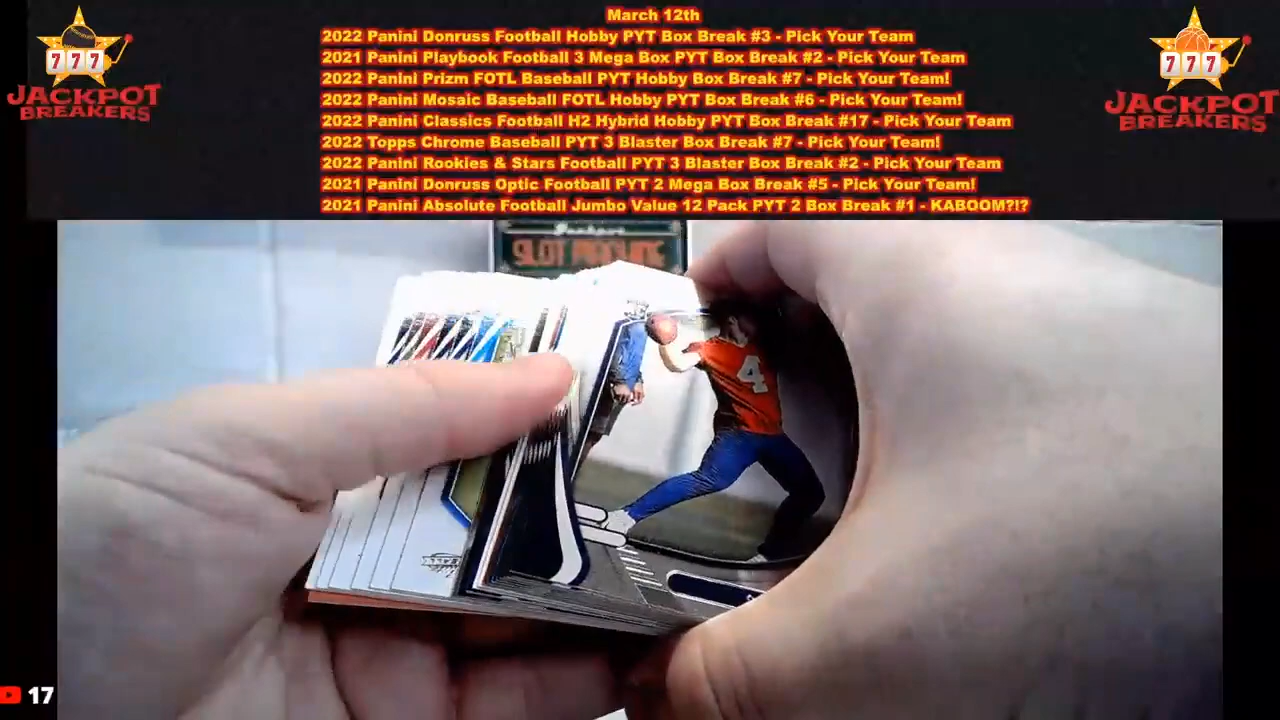 March 12th
2022 Panini Donruss Football Hobby PYT Box Break #3 - Pick Your Team
2021 Panini Playbook Football 3 Mega Box PYT Box Break #2 - Pick Your Team
2022 Panini Prizm FOTL Baseball PYT Hobby Box Break #7 - Pick Your Team!
2022 Panini Mosaic Baseball FOTL Hobby PYT Box Break #6 - Pick Your Team!
2022 Panini Classics Football H2 Hybrid Hobby PYT Box Break #17 - Pick Your Team
2022 Topps Chrome Baseball PYT 3 Blaster Box Break #7 - Pick Your Team!
2022 Panini Rookies & Stars Football PYT 3 Blaster Box Break #2 - Pick Your Team
2021 Panini Donruss Optic Football PYT 2 Mega Box Break #5 - Pick Your Team!
2021 Panini Absolute Football Jumbo Value 12 Pack PYT 2 Box Break #1 - KABOOM?!?
777
JACKPOT
BREAKERS
777
JACKPOT
BREAKERS
SLOT MACHINE
4
17